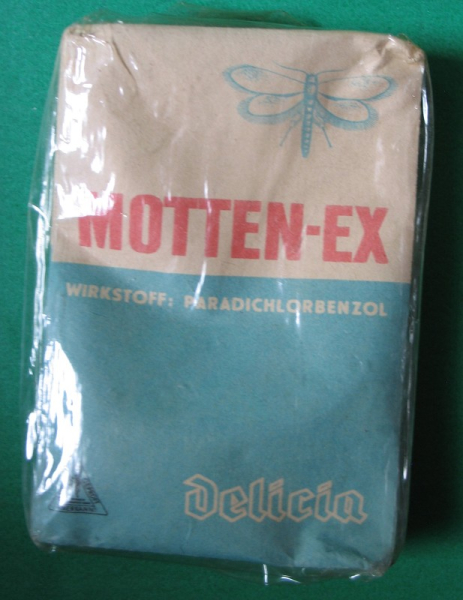 MOTTEN-EX
WIRKSTOFF: PARADICHLORBENZOL
Delicia